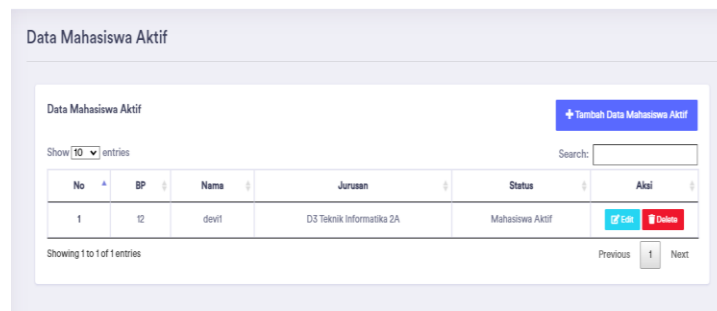 Data Mahasiswa Aktif
Data Mahasiswa Aktif
Tambah Data Mahasiswa Aktif
Show 10 entries
Search:
No BP Nama Jurusan Status Aksi
1 12 devi1 D3 Teknik Informatika 2A Mahasiswa Aktif Edit Delete
Showing 1 to 1 of 1 entries
Previous 1 Next